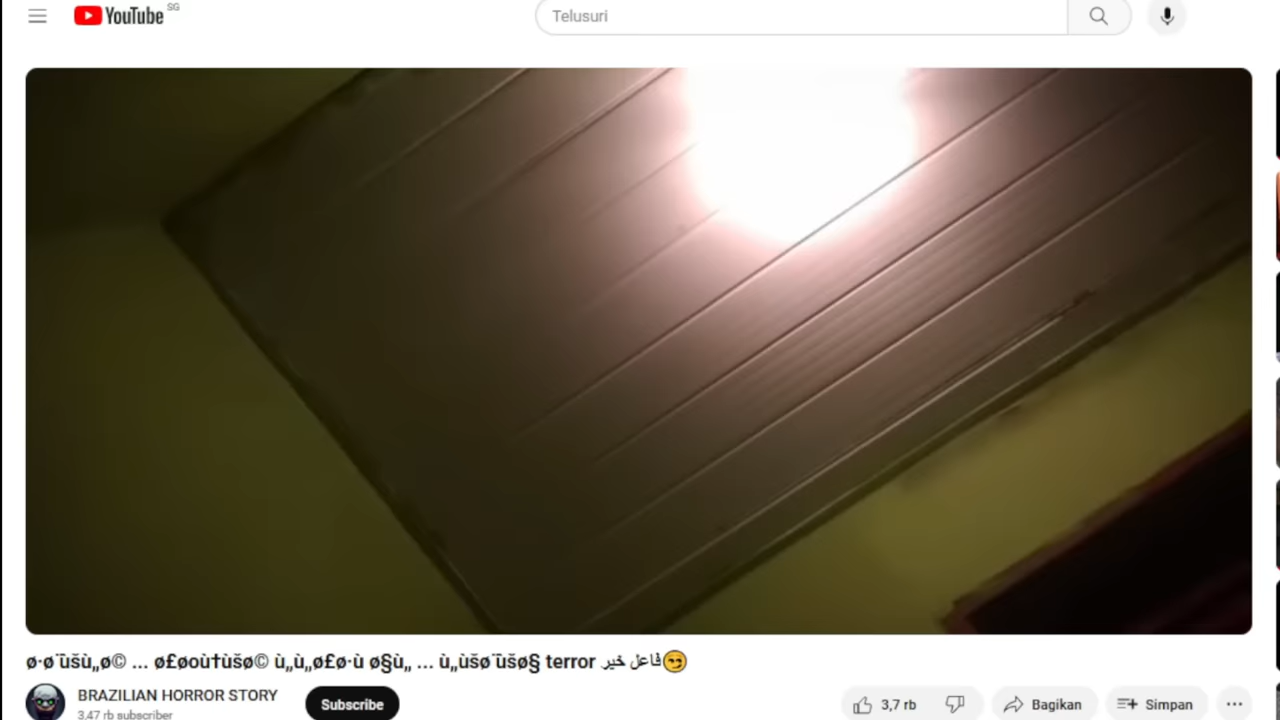 YouTube SG
Telusuri
ø·ø¨ùšù„ø© ... ø£øoù†ùšø© ù„ù„ø£ø·ù ø§ù„ ... ù„ùšø¨ùšø§ terror فاعل خير😏
BRAZILIAN HORROR STORY
3,47 rb subscriber
Subscribe
3,7 rb
Bagikan
Simpan